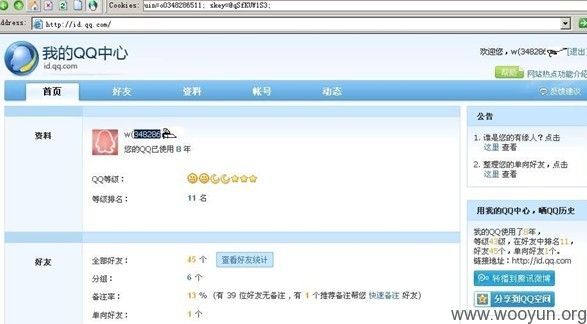 Cookies: uin=o0348286511; skey=@qSfKUW1S3;
Address: http://id.qq.com/
我的QQ中心
id.qq.com
欢迎您，w(348286 [退出]
帮助 网站热点功能介绍
首页 好友 资料 帐号 动态 反馈建议
资料
w(348286
您的QQ已使用 8 年
QQ等级：
等级排名： 11 名
好友
全部好友： 45 个 查看好友统计
分组： 6 个
备注率： 13 % (有 39 位好友无备注，有 1 个推荐备注帮您 快速备注 好友)
单向好友： 1 个
公告
1. 谁是您的有缘人？点击
这里 查看
2. 整理您的单向好友，点击
这里 查看
用我的QQ中心，晒QQ历史
我的QQ使用了8年，
等级43级，在好友中排名11，
好友45个，单向好友1个。
链接地址：http://id.qq.com
转播到腾讯微博
分享到QQ空间
www.wooyun.org